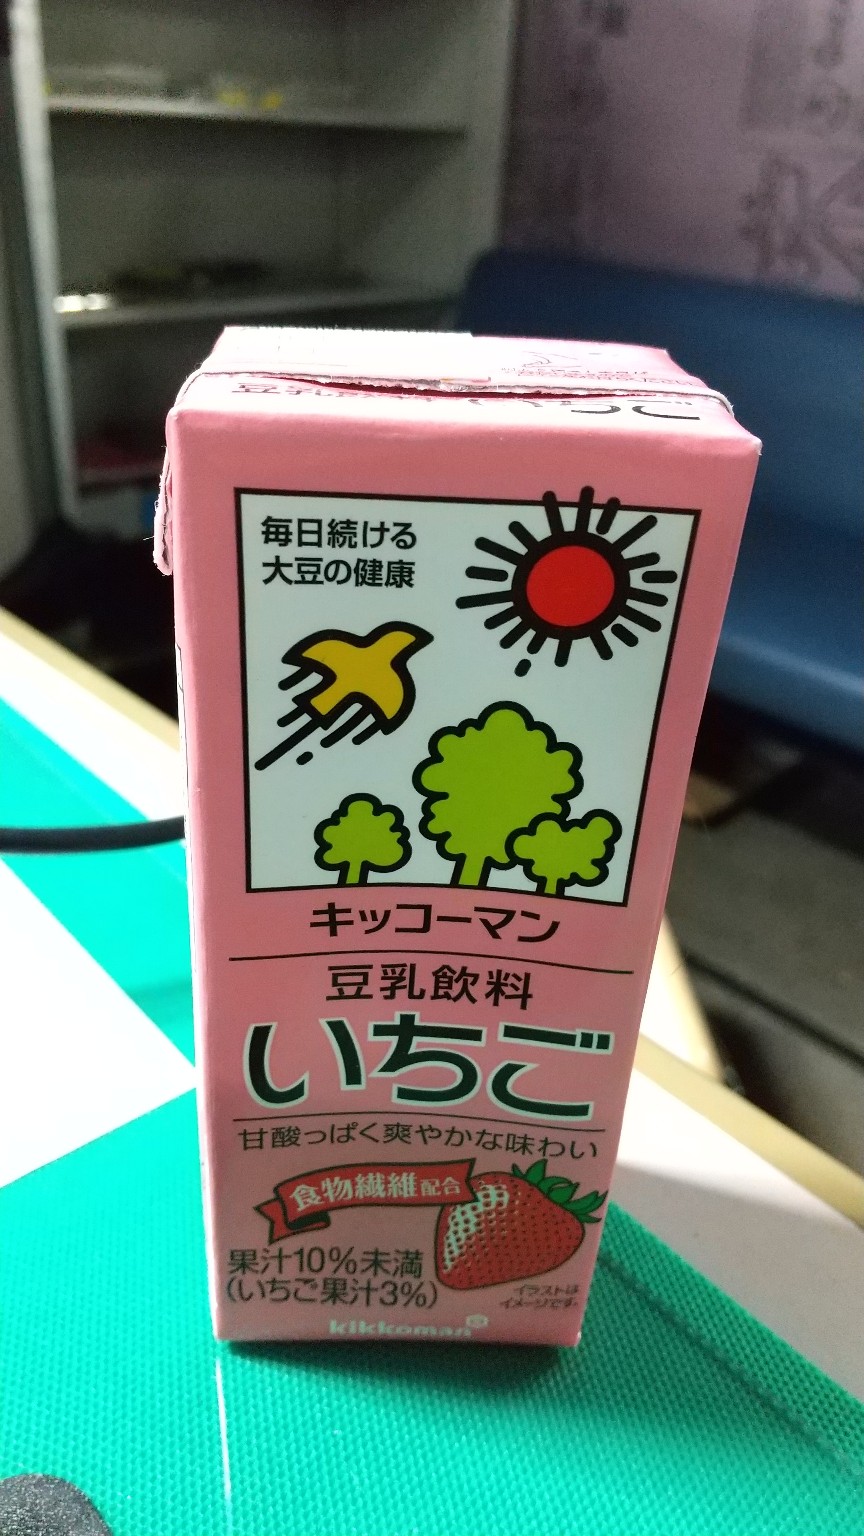 毎日続ける
大豆の健康
キッコーマン
豆乳飲料
いちご
甘酸っぱく爽やかな味わい
食物繊維配合
果汁10%未満
(いちご果汁3%)
イラストは
イメージです。
kikkoman